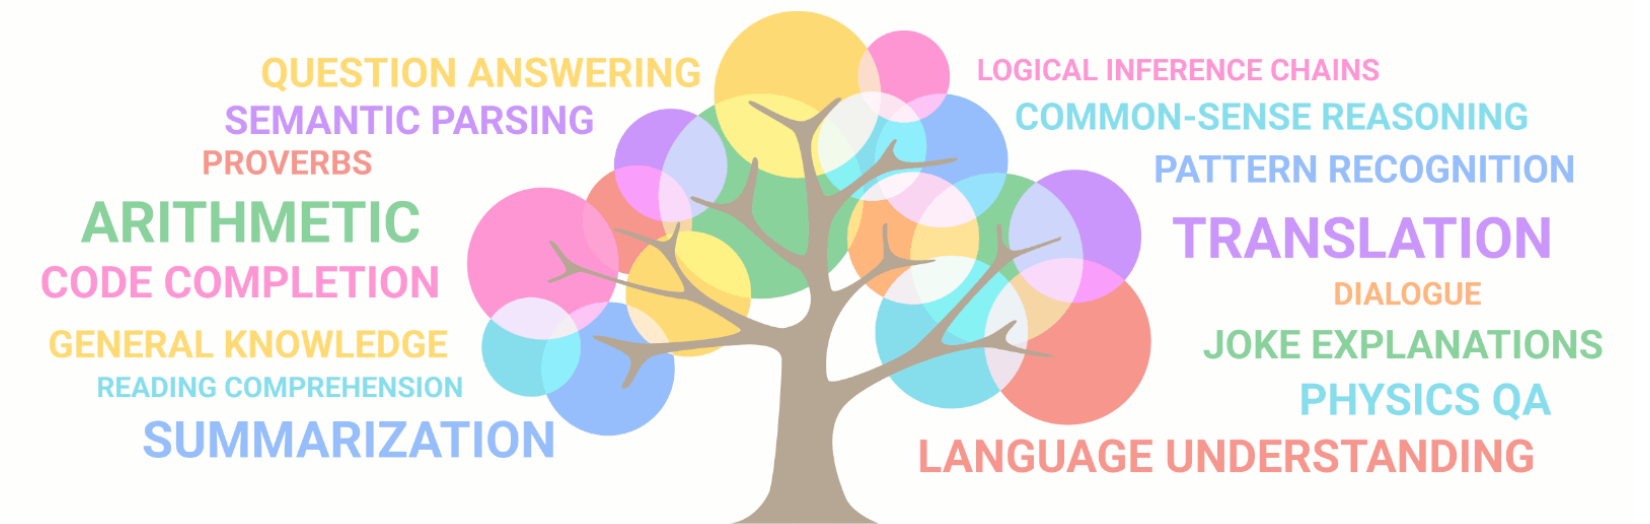 QUESTION ANSWERING
SEMANTIC PARSING
PROVERBS
ARITHMETIC
CODE COMPLETION
GENERAL KNOWLEDGE
READING COMPREHENSION
SUMMARIZATION
LOGICAL INFERENCE CHAINS
COMMON-SENSE REASONING
PATTERN RECOGNITION
TRANSLATION
DIALOGUE
JOKE EXPLANATIONS
PHYSICS QA
LANGUAGE UNDERSTANDING